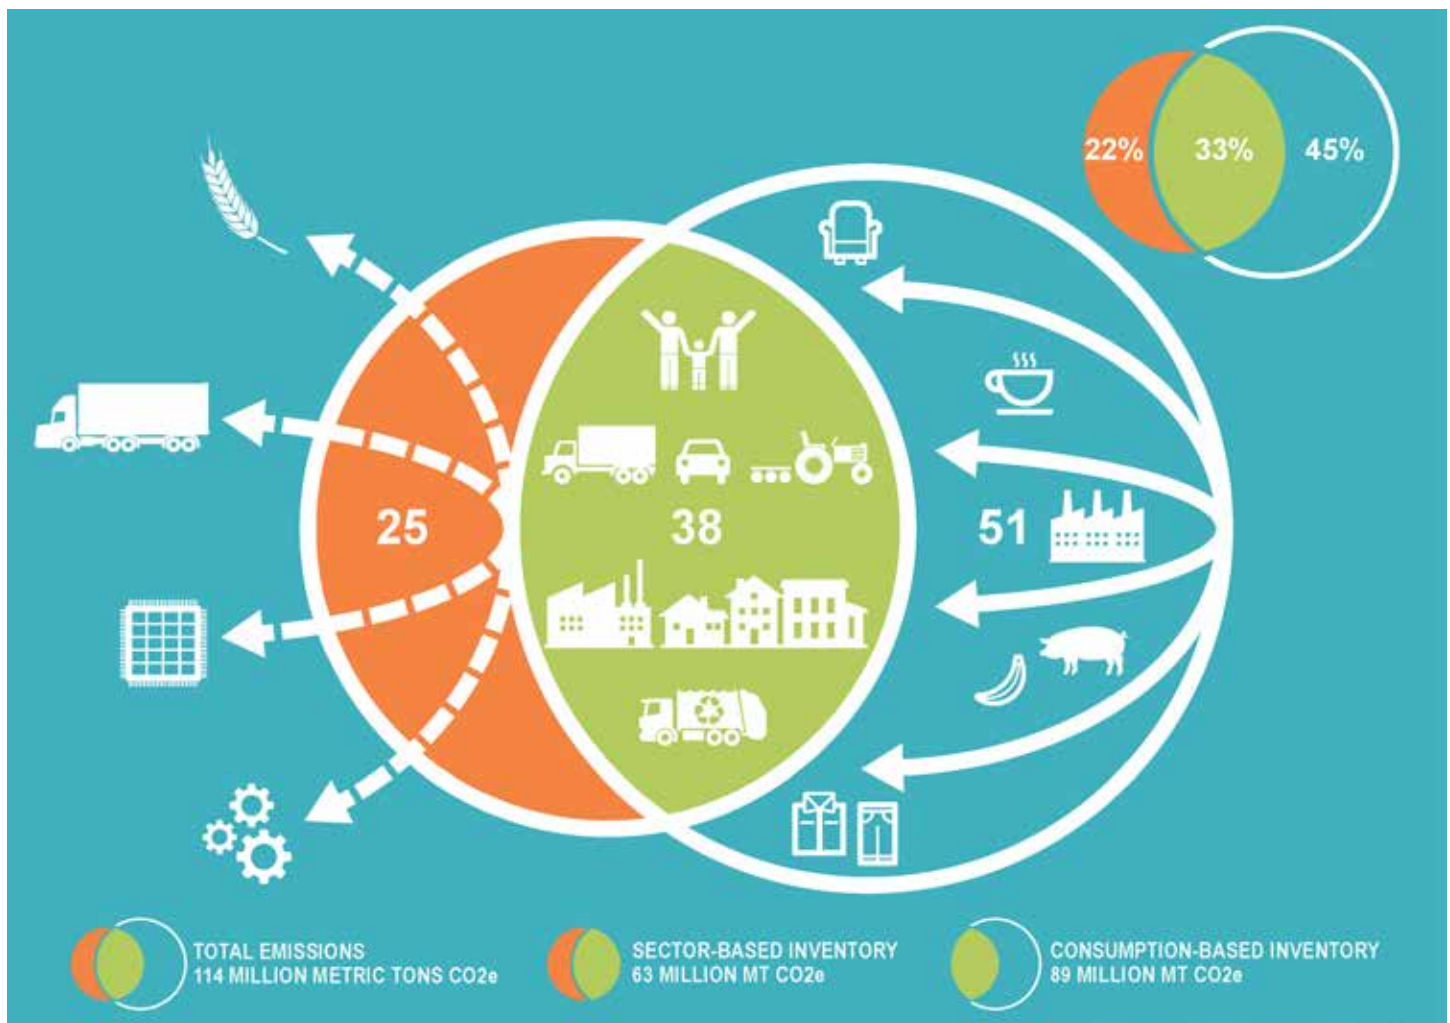 22% 33% 45%
25 38 51
TOTAL EMISSIONS
114 MILLION METRIC TONS CO2e
SECTOR-BASED INVENTORY
63 MILLION MT CO2e
CONSUMPTION-BASED INVENTORY
89 MILLION MT CO2e